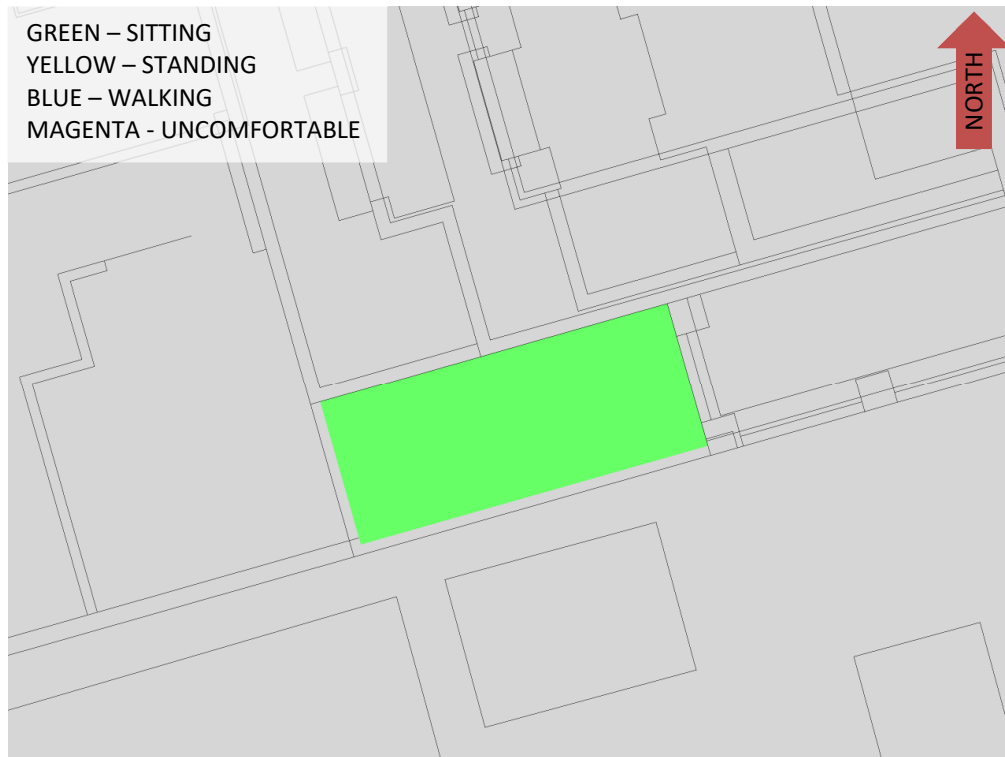 GREEN – SITTING
YELLOW – STANDING
BLUE – WALKING
MAGENTA - UNCOMFORTABLE
NORTH